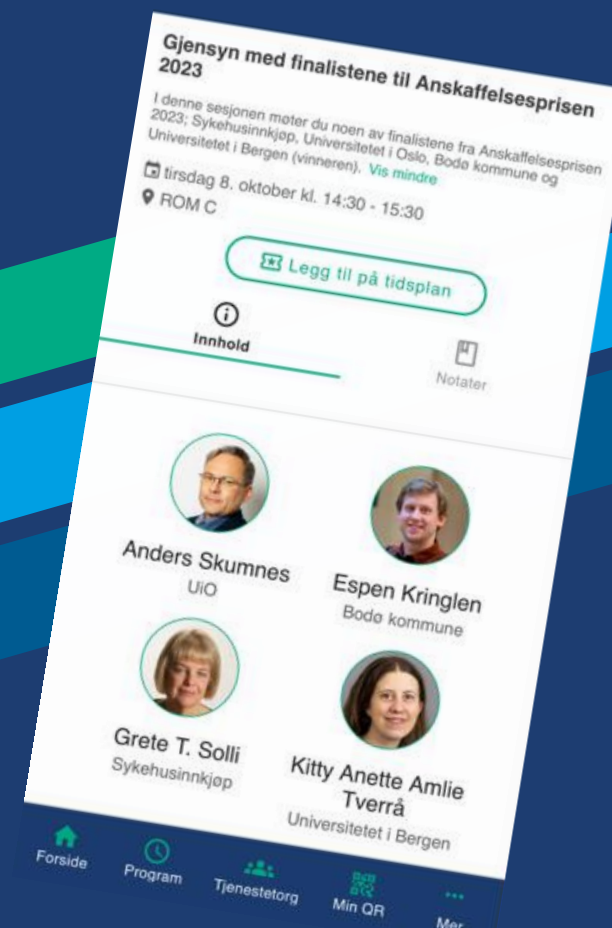 Gjensyn med finalistene til Anskaffelsesprisen
2023
I denne sesjonen møter du noen av finalistene fra Anskaffelsesprisen
2023; Sykehusinnkjøp, Universitetet i Oslo, Bodø kommune og
Universitetet i Bergen (vinneren). Vis mindre
tirsdag 8. oktober kl. 14:30 - 15:30
ROM C
Legg til på tidsplan
Innhold
Notater
Anders Skumnes
UiO
Espen Kringlen
Bodø kommune
Grete T. Solli
Sykehusinnkjøp
Kitty Anette Amlie
Tverrå
Universitetet i Bergen
Forside
Program
Tjenestetorg
Min QR
Mer